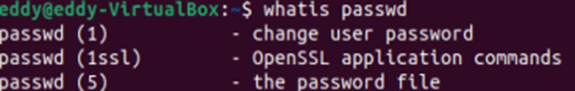 eddy@eddy-VirtualBox:~$ whatis passwd
passwd (1)           - change user password
passwd (1ssl)        - OpenSSL application commands
passwd (5)           - the password file